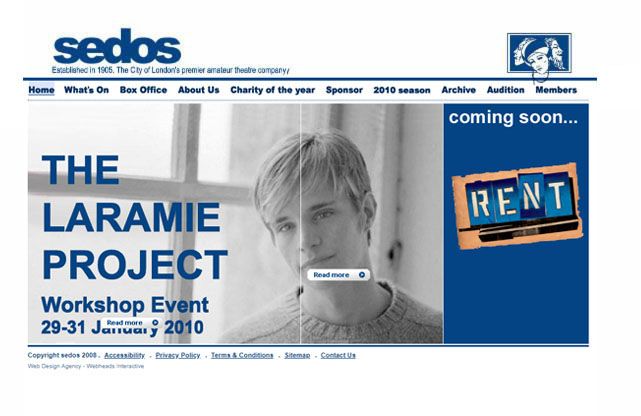 sedos
Established in 1905. The City of London's premier amateur theatre companyy
Home What's On Box Office About Us Charity of the year Sponsor 2010 season Archive Audition Members
coming soon...
THE
LARAMIE
PROJECT
RENT
Read more
Workshop Event
29-31 January 2010
Read more
Copyright sedos 2008 . Accessibility . Privacy Policy . Terms & Conditions . Sitemap . Contact Us
Web Design Agency - Webheads Interactive